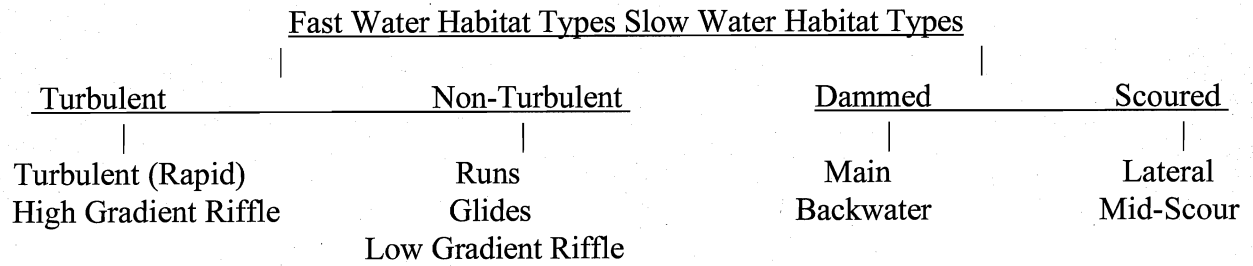 Fast Water Habitat Types Slow Water Habitat Types
Turbulent Non-Turbulent Dammed Scoured
Turbulent (Rapid) Runs Main Lateral
High Gradient Riffle Glides Backwater Mid-Scour
Low Gradient Riffle